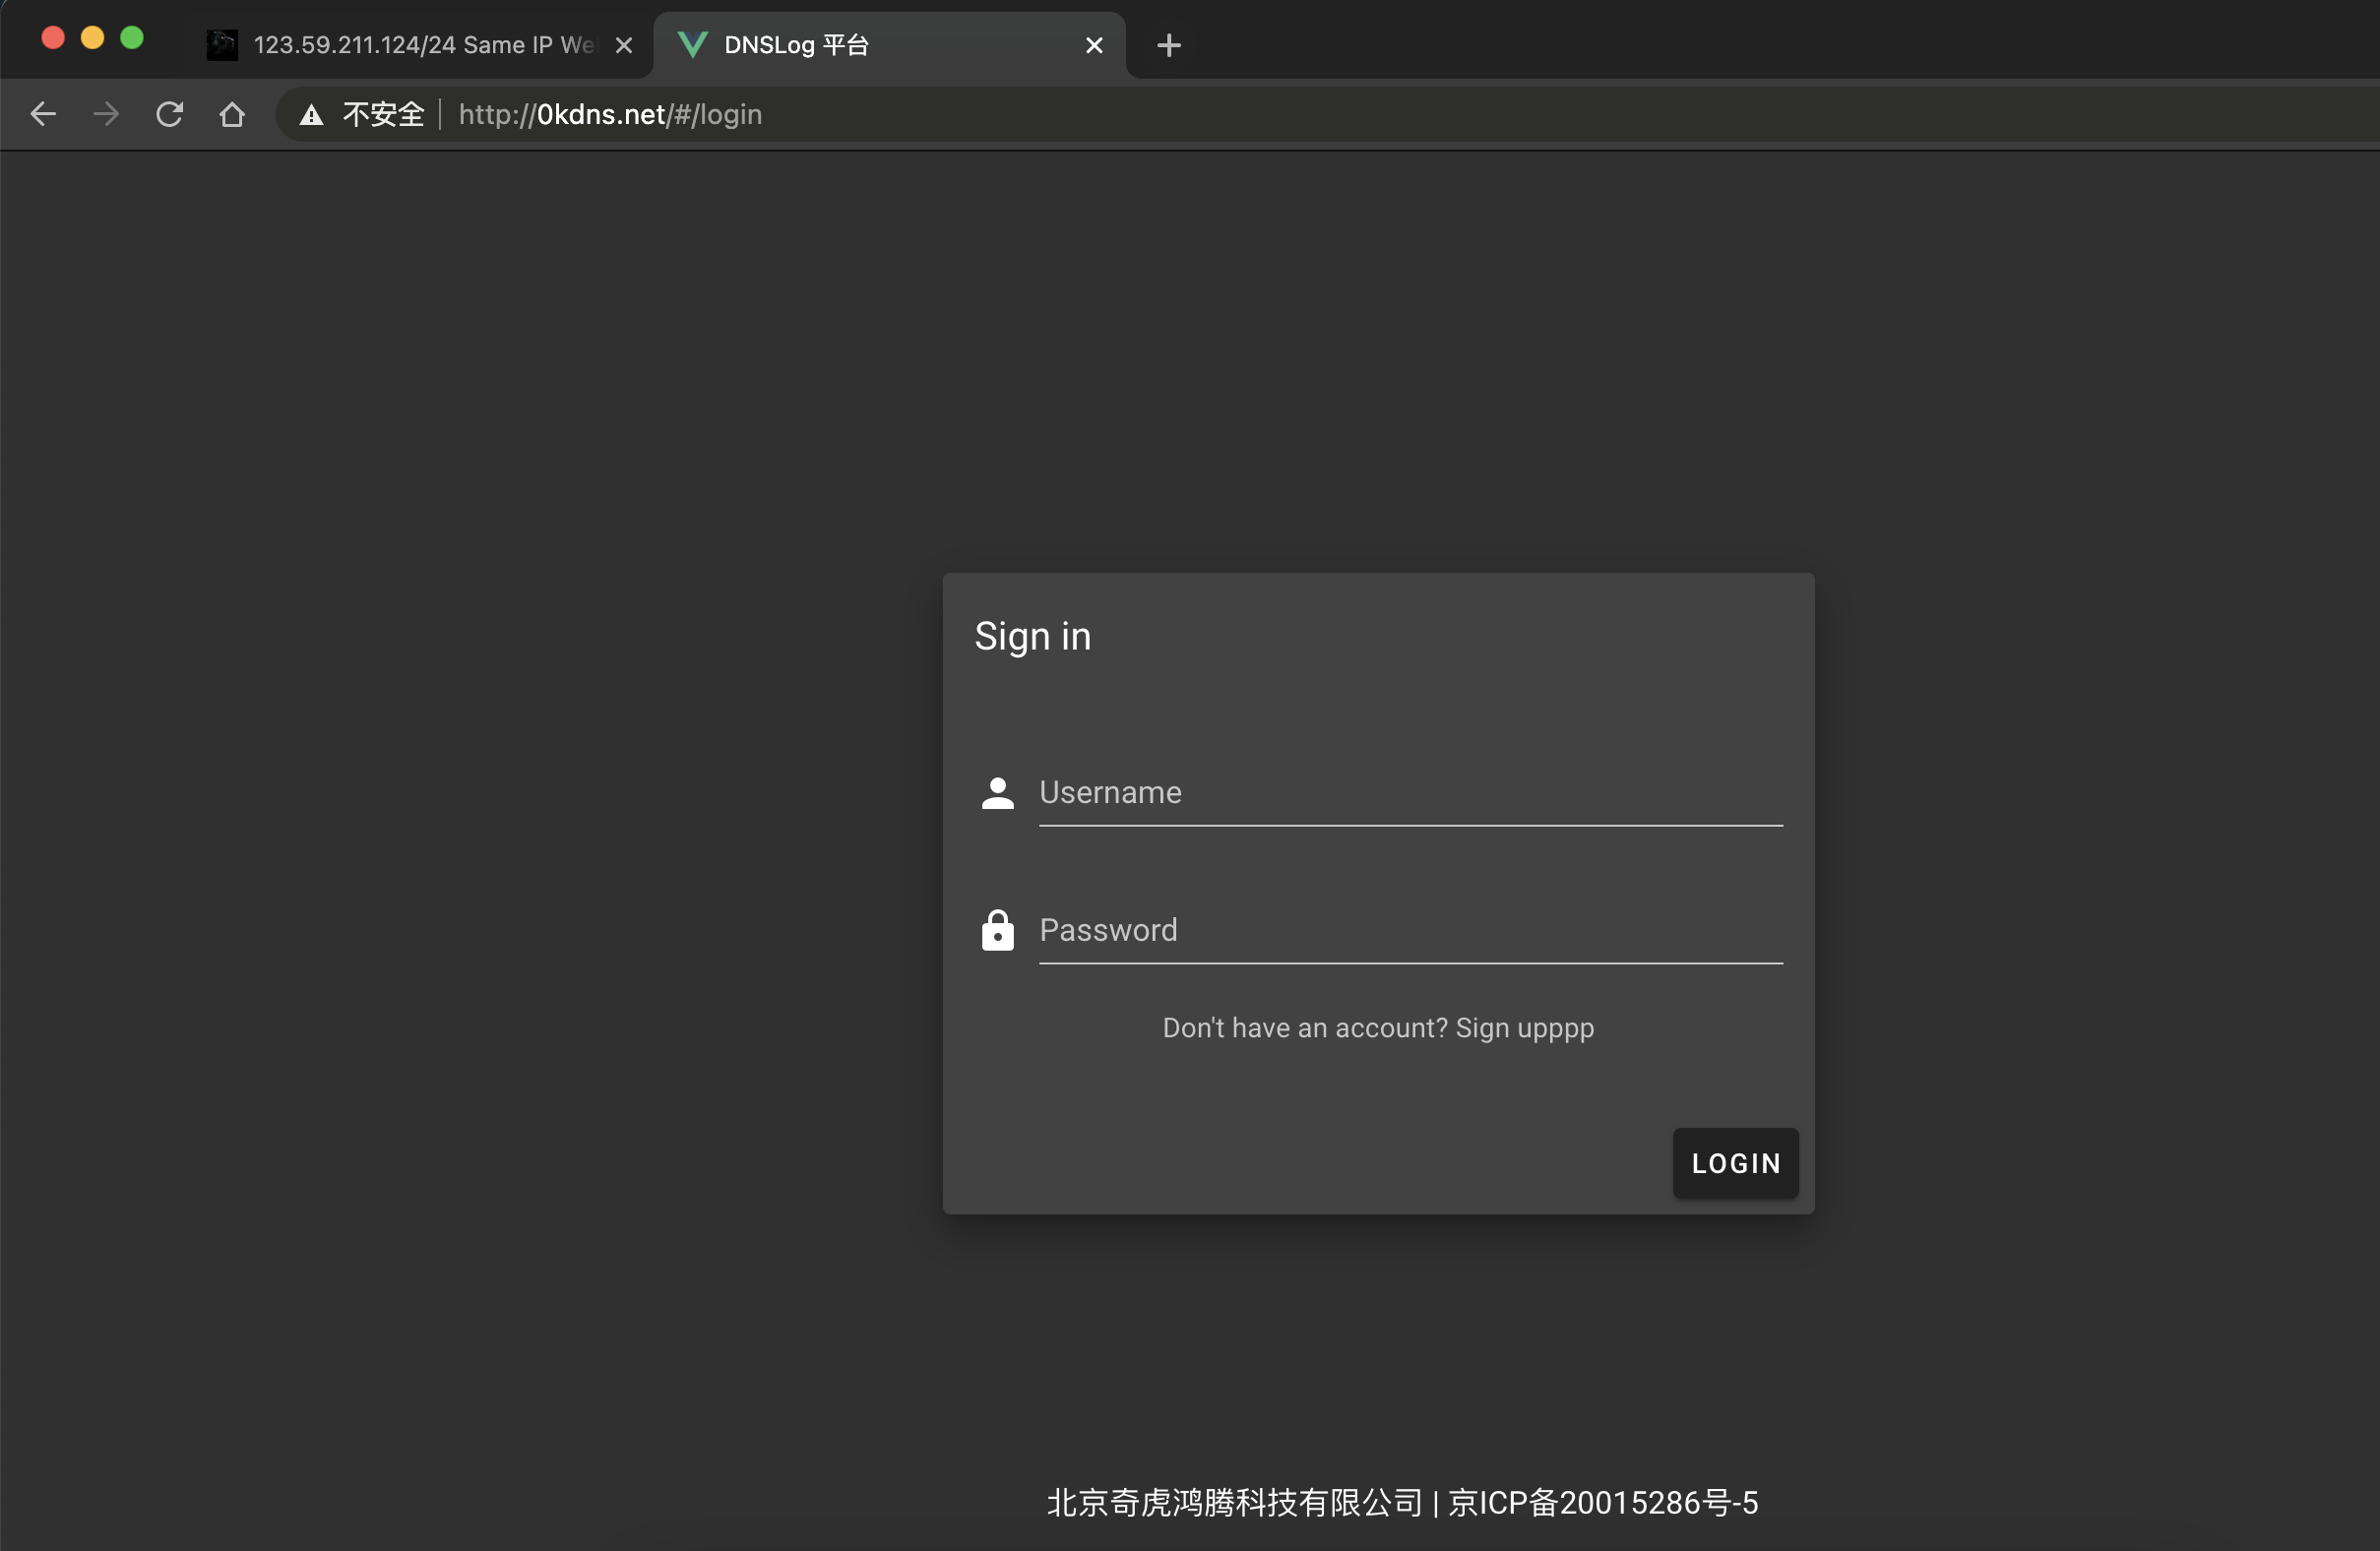 123.59.211.124/24 Same IP We
DNSLog 平台
不安全 | http://0kdns.net/#/login
Sign in
Username
Password
Don't have an account? Sign upppp
LOGIN
北京奇虎鸿腾科技有限公司 | 京ICP备20015286号-5